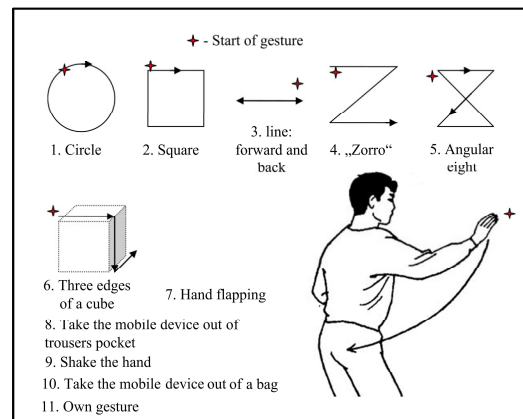 - Start of gesture
1. Circle
2. Square
3. line:
forward and
back
4. „Zorro“
5. Angular
eight
6. Three edges
of a cube
7. Hand flapping
8. Take the mobile device out of
trousers pocket
9. Shake the hand
10. Take the mobile device out of a bag
11. Own gesture